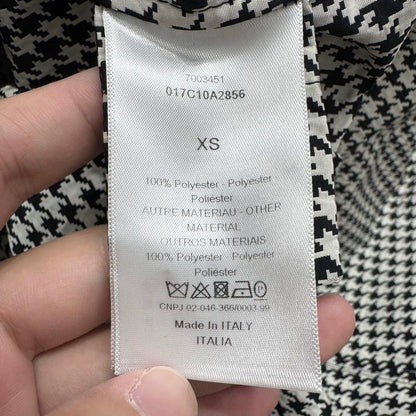 7003451
017C10A2856
XS
100% Polyester - Polyester
Poliéster
AUTRE MATERIAU - OTHER
MATERIAL
OUTROS MATERIAIS
100% Polyester - Polyester
Poliéster
CNPJ 02-046-366/0003-99
Made In ITALY
ITALIA